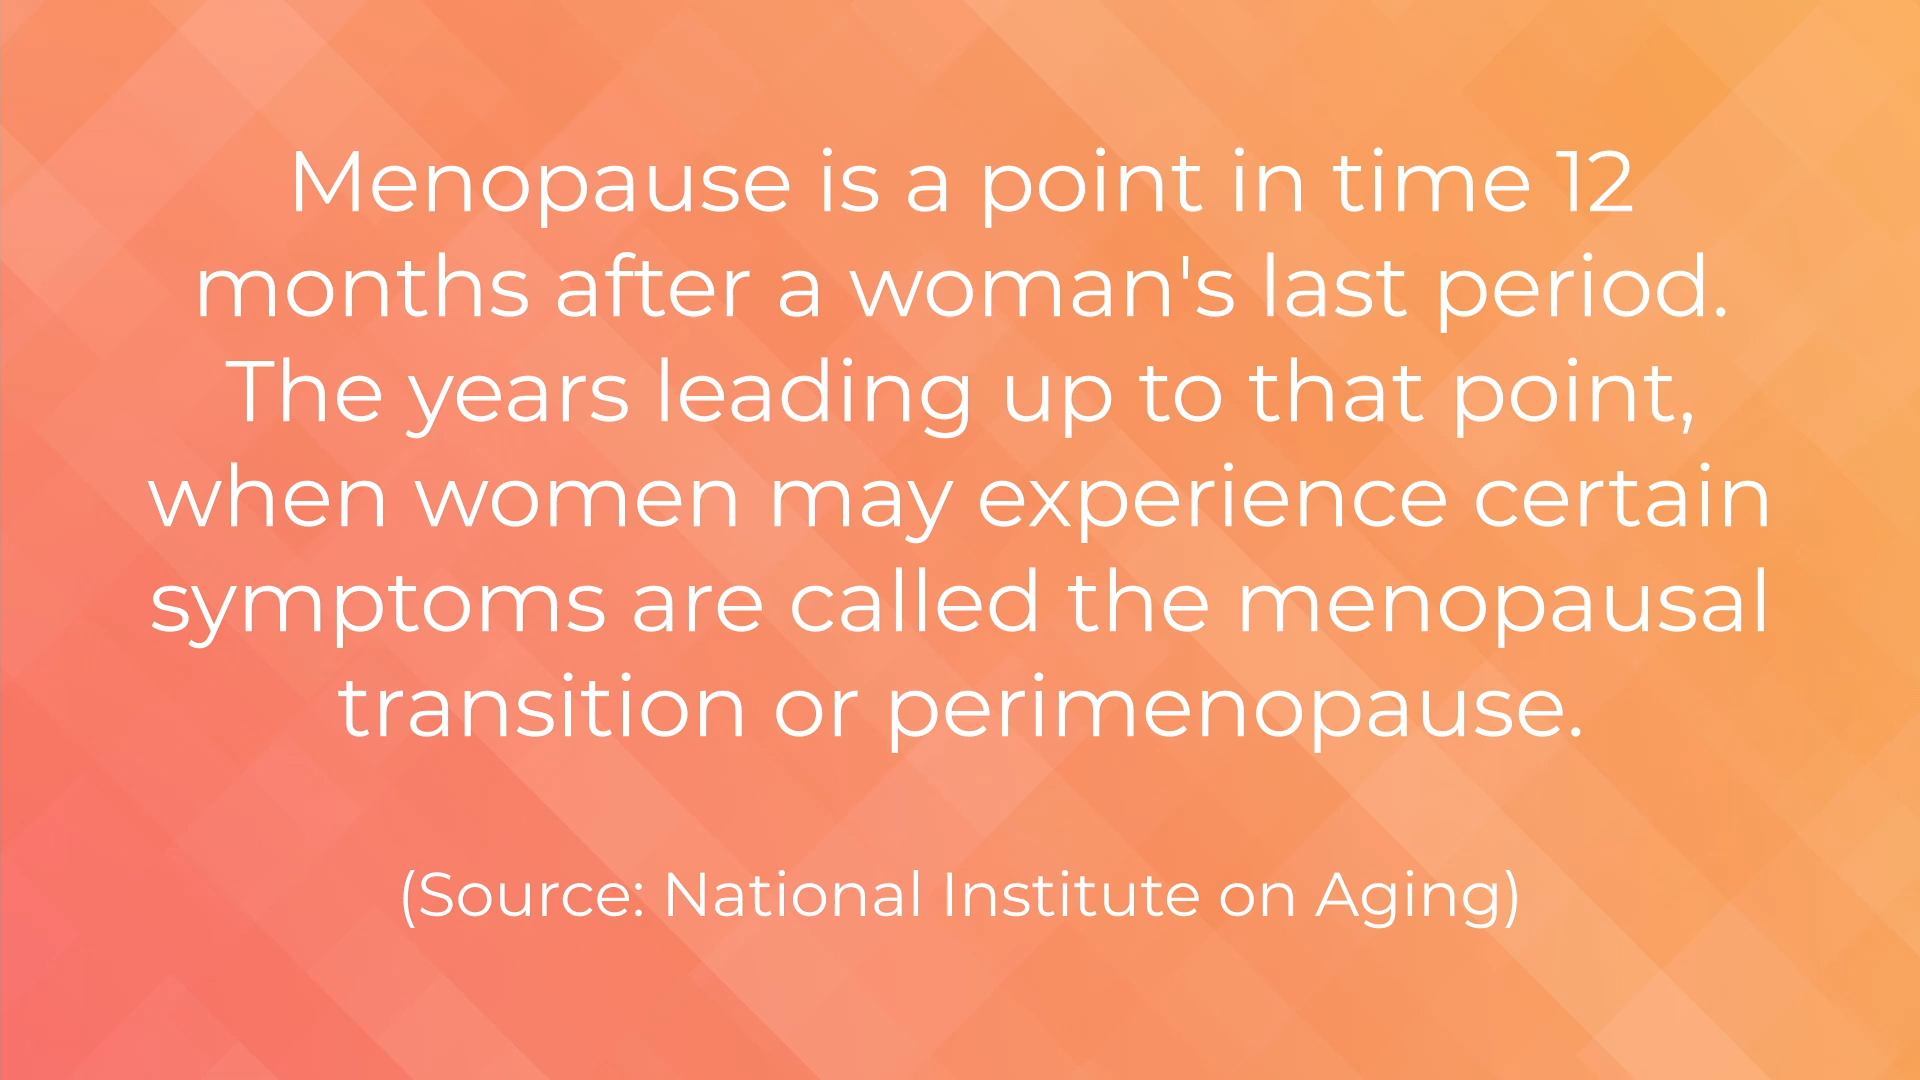 Menopause is a point in time 12
months after a woman's last period.
The years leading up to that point,
when women may experience certain
symptoms are called the menopausal
transition or perimenopause.
(Source: National Institute on Aging)